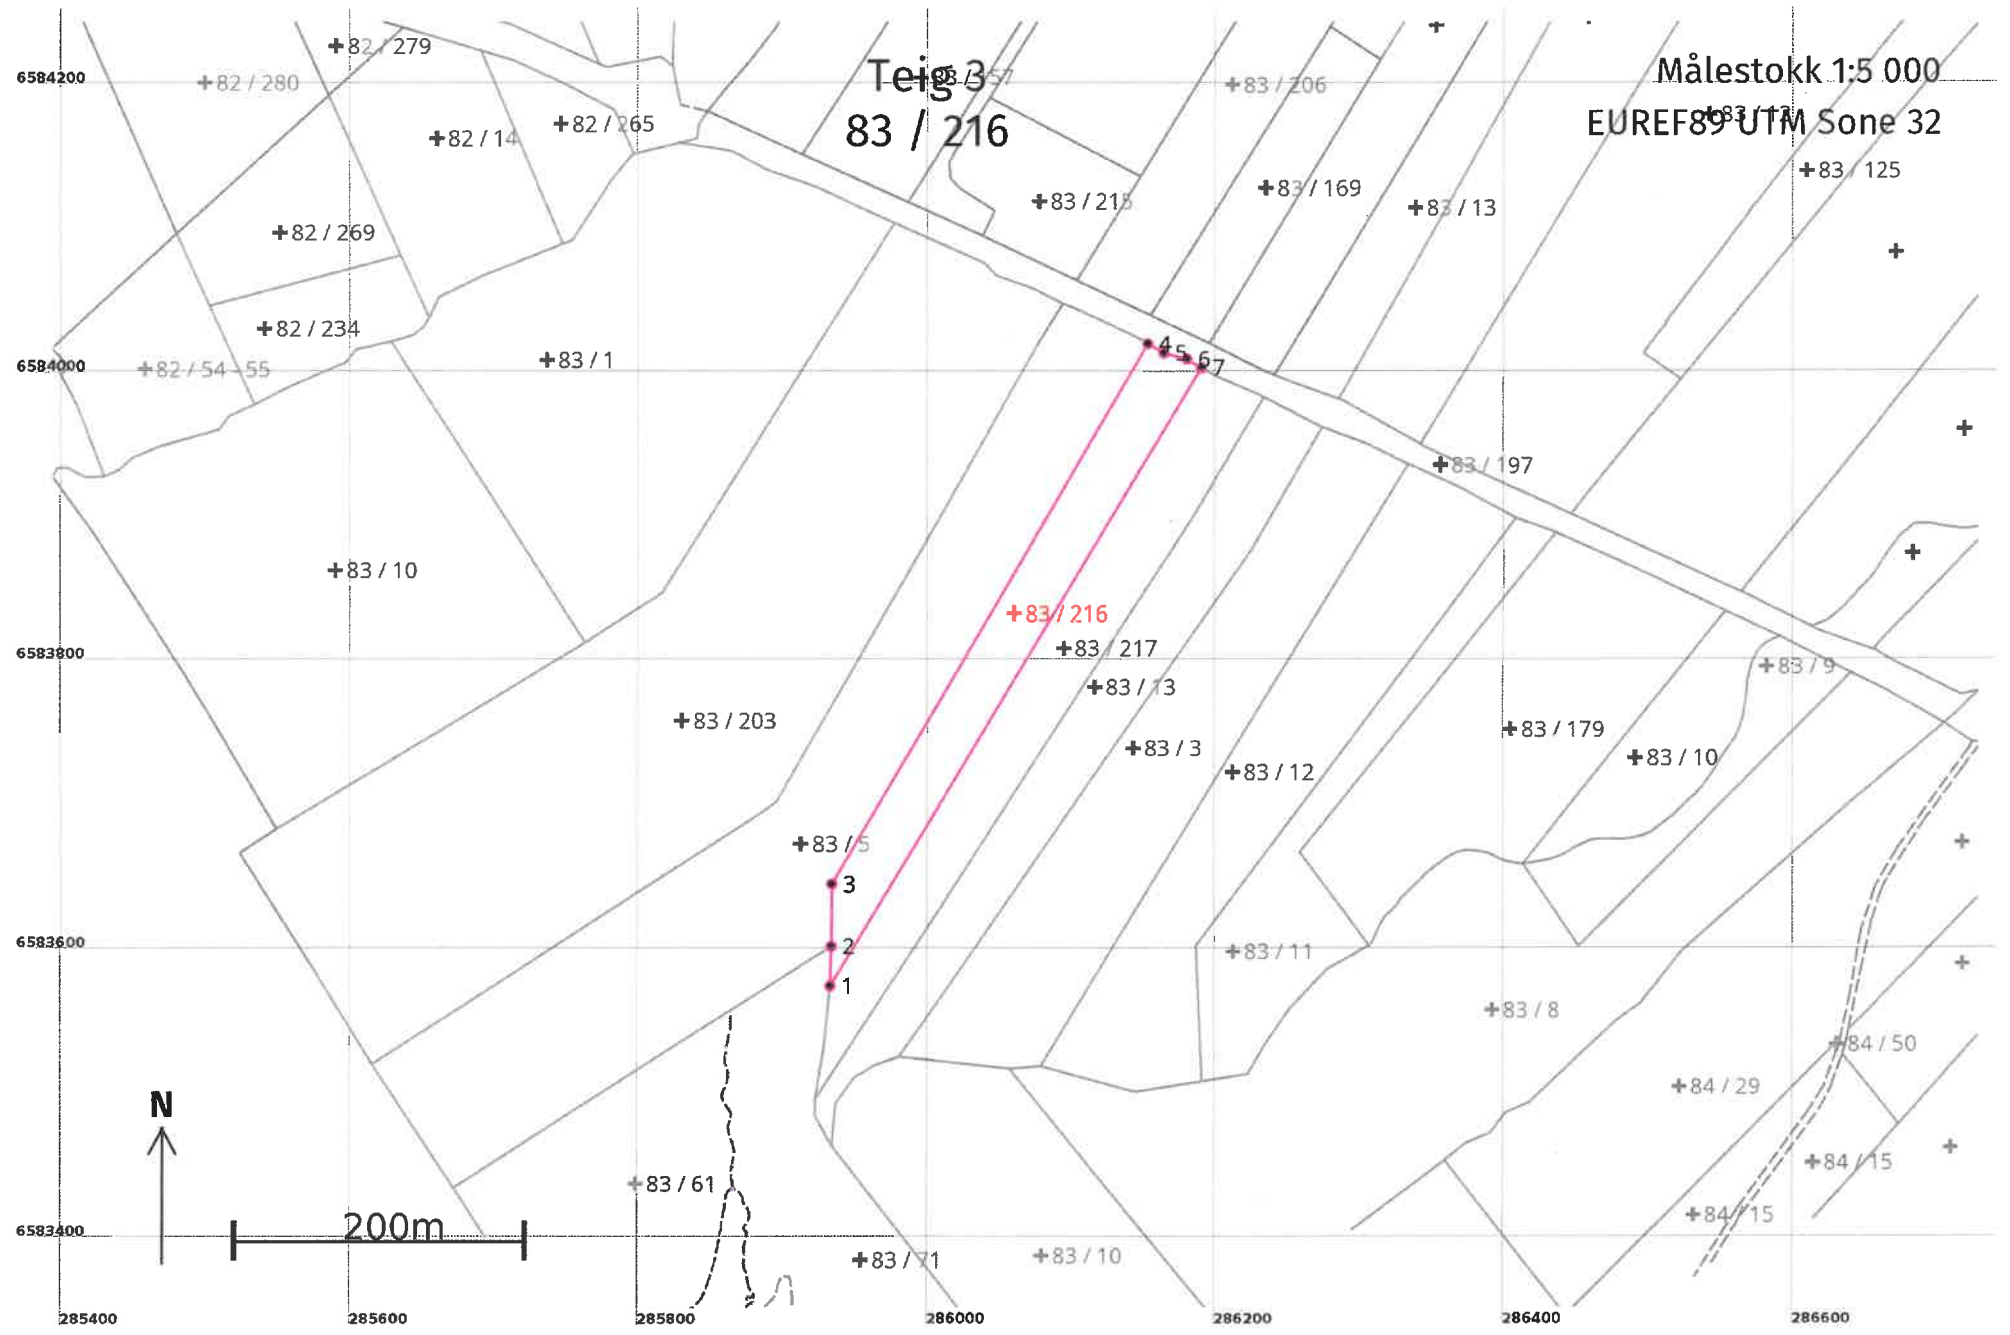 Teig 3
83 / 216
Målestokk 1:5 000
EUREF89 UTM Sone 32
6584200
82 / 279
82 / 280
82 / 14
82 / 265
83 / 206
83 / 125
83 / 215
83 / 169
83 / 13
82 / 269
82 / 234
6584000
82 / 54 - 55
83 / 1
4
5
6
7
83 / 197
83 / 10
83 / 216
83 / 217
6583800
83 / 9
83 / 13
83 / 203
83 / 3
83 / 12
83 / 179
83 / 10
83 / 5
3
6583600
2
83 / 11
1
83 / 8
84 / 50
84 / 29
N
84 / 15
83 / 61
84 / 15
200m
6583400
83 / 71
83 / 10
285400
285600
285800
286000
286200
286400
286600